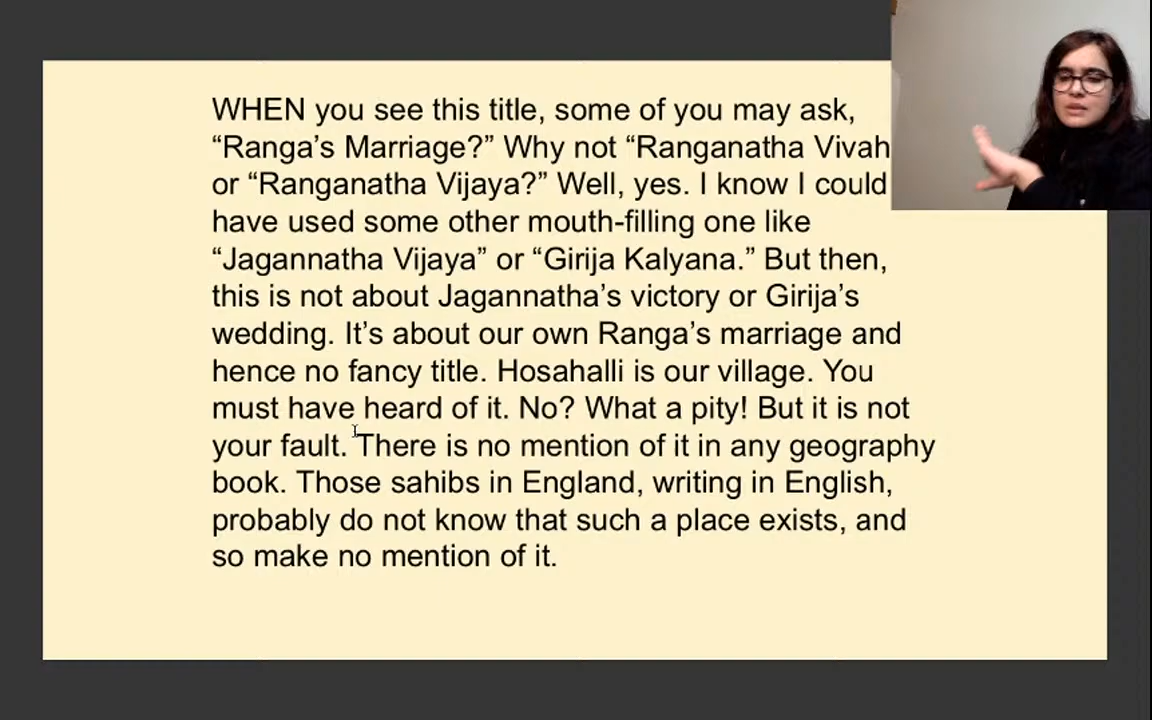 WHEN you see this title, some of you may ask,
“Ranga’s Marriage?” Why not “Ranganatha Vivah
or “Ranganatha Vijaya?” Well, yes. I know I could
have used some other mouth-filling one like
“Jagannatha Vijaya” or “Girija Kalyana.” But then,
this is not about Jagannatha’s victory or Girija’s
wedding. It’s about our own Ranga’s marriage and
hence no fancy title. Hosahalli is our village. You
must have heard of it. No? What a pity! But it is not
your fault. There is no mention of it in any geography
book. Those sahibs in England, writing in English,
probably do not know that such a place exists, and
so make no mention of it.